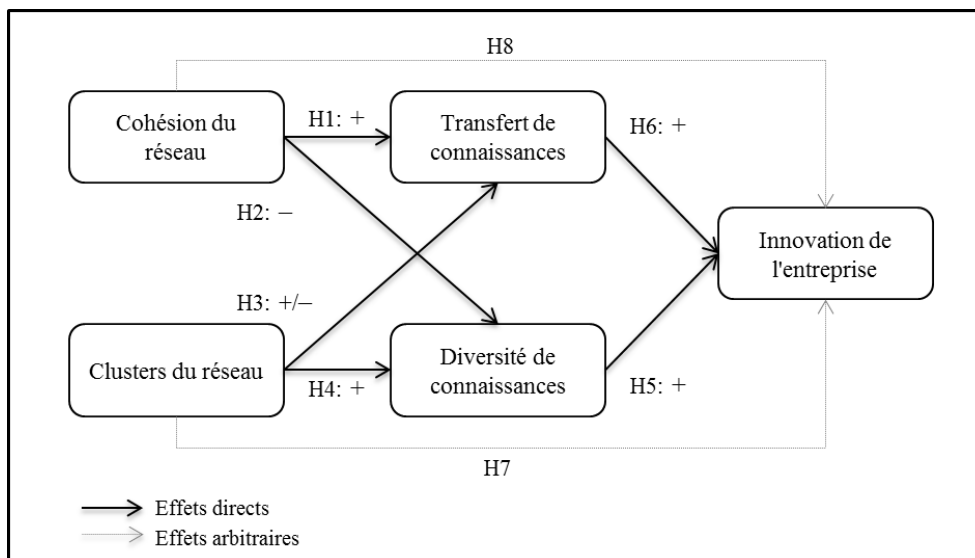 H8
Cohésion du
réseau
H1: +
Transfert de
connaissances
H6: +
H2: –
Innovation de
l'entreprise
H3: +/–
Clusters du réseau
H4: +
Diversité de
connaissances
H5: +
H7
Effets directs
Effets arbitraires